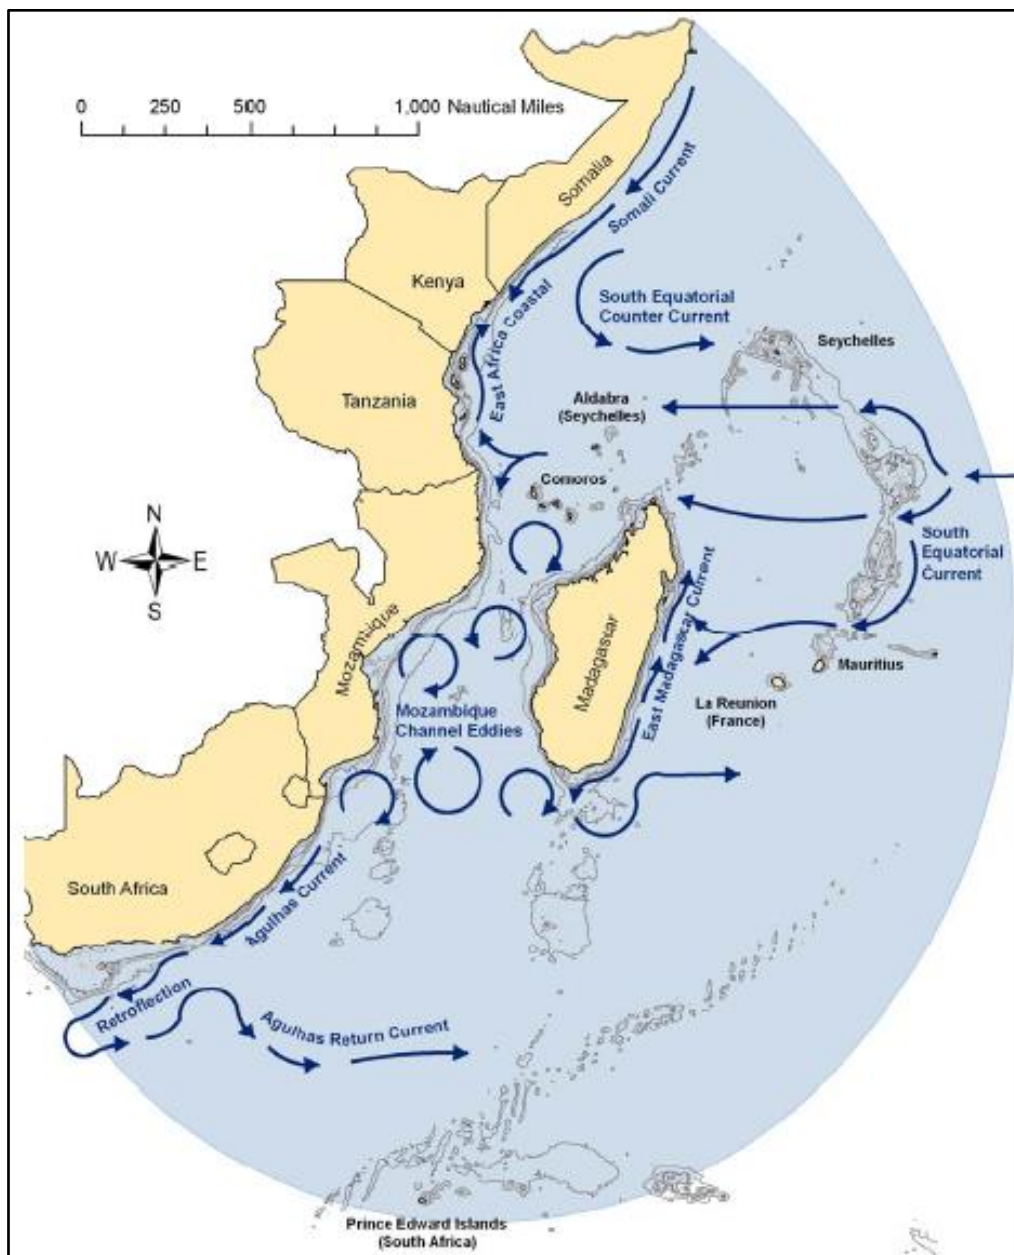 0 250 500 1,000 Nautical Miles
Somalia
Somali Current
Kenya
South Equatorial
Counter Current
Seychelles
East Africa Coastal
Tanzania
Aldabra
(Seychelles)
Comoros
N
W E
S
South
Equatorial
Current
Mozambique
Madagascar
East Madagascar Current
Mauritius
La Reunion
(France)
Mozambique
Channel Eddies
South Africa
Agulhas Current
Retroflection
Agulhas Return Current
Prince Edward Islands
(South Africa)